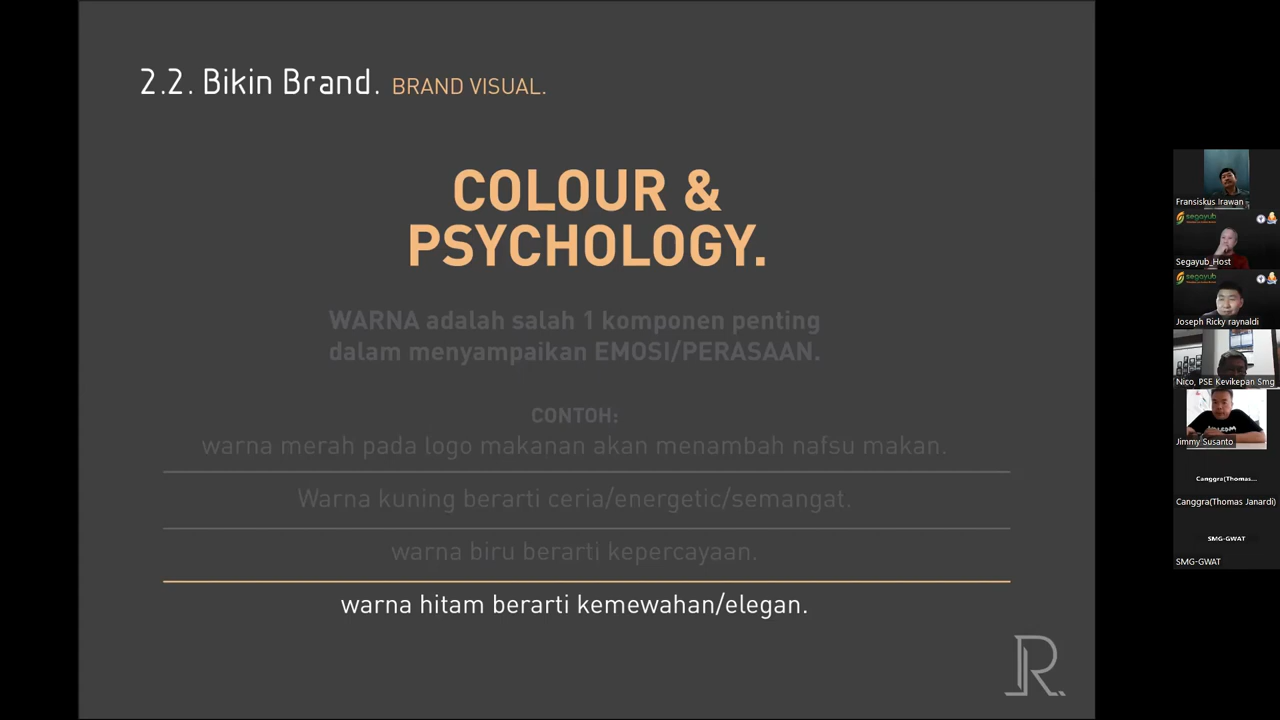 2.2. Bikin Brand. BRAND VISUAL.
COLOUR &
PSYCHOLOGY.
WARNA adalah salah 1 komponen penting
dalam menyampaikan EMOSI/PERASAAN.
CONTOH:
warna merah pada logo makanan akan menambah nafsu makan.
Warna kuning berarti ceria/energetic/semangat.
warna biru berarti kepercayaan.
warna hitam berarti kemewahan/elegan.
R.
Fransiskus Irawan
segayub
Segayub_Host
segayub
Joseph Ricky raynaldi
Nico, PSE Kevikepan Smg
Jimmy Susanto
Canggra(Thomas...
Canggra(Thomas Janardi)
SMG-GWAT
SMG-GWAT